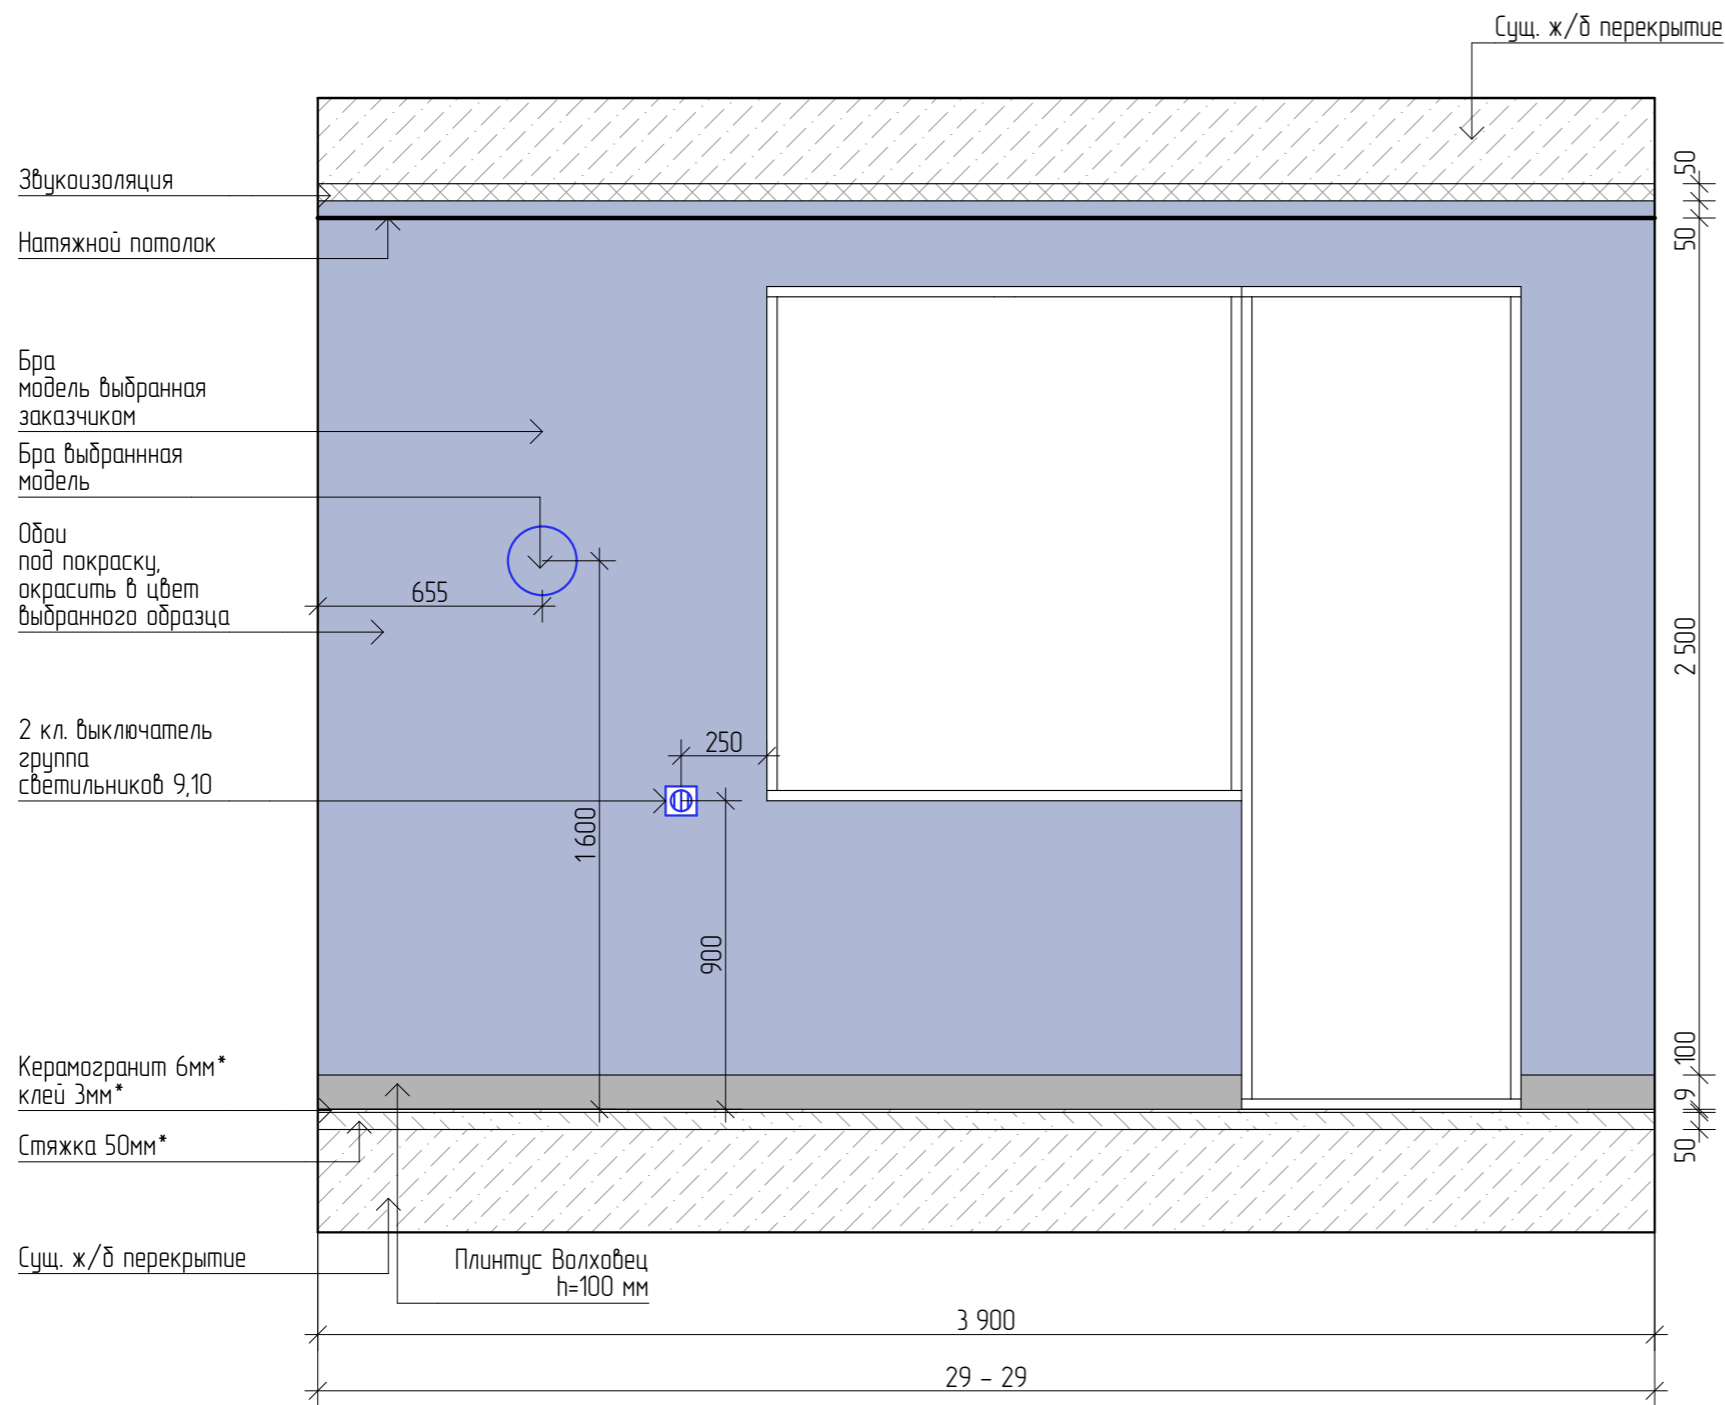 Сущ. ж/б перекрытие
Звукоизоляция
Натяжной потолок
Бра
модель выбранная
заказчиком
Бра выбраннная
модель
Обои
под покраску,
окрасить в цвет
выбранного образца
2 кл. выключатель
группа
светильников 9,10
Керамогранит 6мм*
клей 3мм*
Стяжка 50мм*
Сущ. ж/б перекрытие
Плинтус Волховец
h=100 мм
655
250
1 600
900
50
50
2 500
100
9
50
3 900
29 – 29